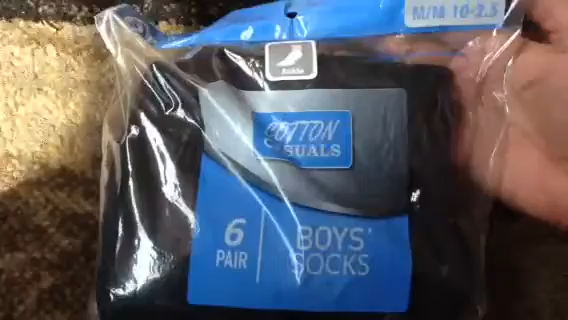 M/M 10-2.5
Ankle
COTTON
SUALS
6
PAIR
BOYS'
SOCKS